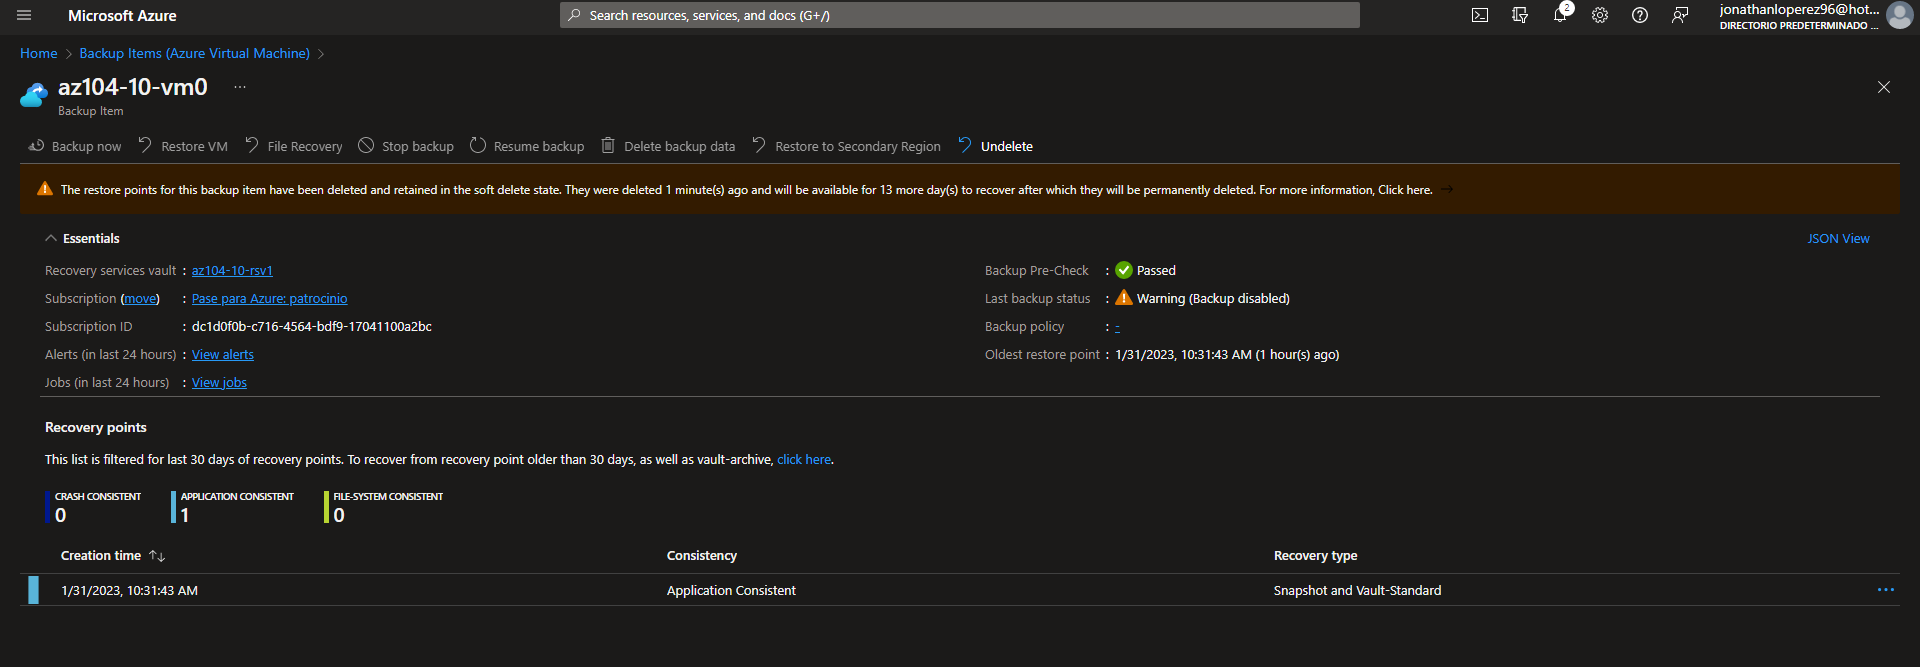 Microsoft Azure
Search resources, services, and docs (G+/)
2
jonathanloperez96@hot...
DIRECTORIO PREDETERMINADO ...
Home > Backup Items (Azure Virtual Machine) >
az104-10-vm0 ...
Backup Item
Backup now Restore VM File Recovery Stop backup Resume backup Delete backup data Restore to Secondary Region Undelete
The restore points for this backup item have been deleted and retained in the soft delete state. They were deleted 1 minute(s) ago and will be available for 13 more day(s) to recover after which they will be permanently deleted. For more information, Click here. →
Essentials JSON View
Recovery services vault : az104-10-rsv1
Subscription (move) : Pase para Azure: patrocinio
Subscription ID : dc1d0f0b-c716-4564-bdf9-17041100a2bc
Alerts (in last 24 hours) : View alerts
Jobs (in last 24 hours) : View jobs
Backup Pre-Check : Passed
Last backup status : Warning (Backup disabled)
Backup policy : -
Oldest restore point : 1/31/2023, 10:31:43 AM (1 hour(s) ago)
Recovery points
This list is filtered for last 30 days of recovery points. To recover from recovery point older than 30 days, as well as vault-archive, click here.
CRASH CONSISTENT APPLICATION CONSISTENT FILE-SYSTEM CONSISTENT
0 1 0
Creation time ↑↓ Consistency Recovery type
1/31/2023, 10:31:43 AM Application Consistent Snapshot and Vault-Standard ...